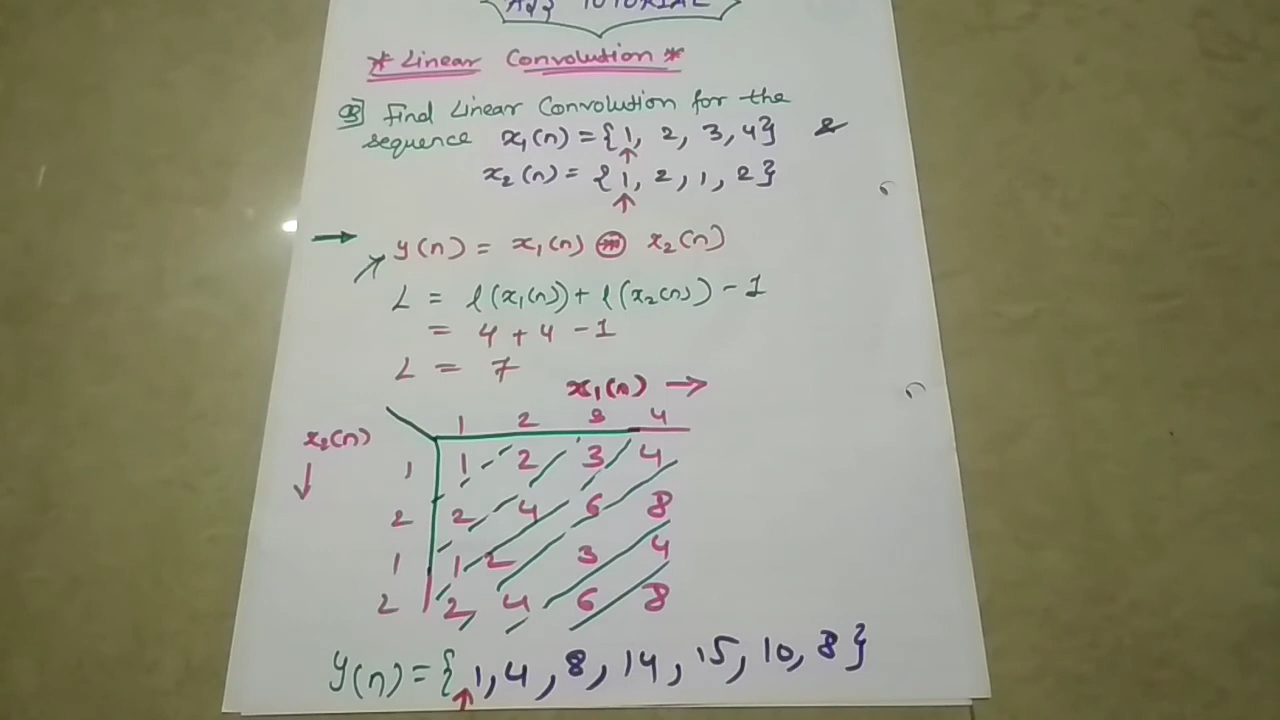 TUTORIAL
* Linear Convolution *
Q] Find Linear Convolution for the
sequence x₁(n) = {1, 2, 3, 4} &
↑
x₂(n) = {1, 2, 1, 2}
↑
→ y(n) = x₁(n) ⊛ x₂(n)
L = l(x₁(n)) + l(x₂(n)) - 1
= 4 + 4 - 1
L = 7
x₁(n) →
1 2 3 4
x₂(n) ↓
1 1 2 3 4
2 2 4 6 8
1 1 2 3 4
2 2 4 6 8
y(n) = {1, 4, 8, 14, 15, 10, 8}
↑